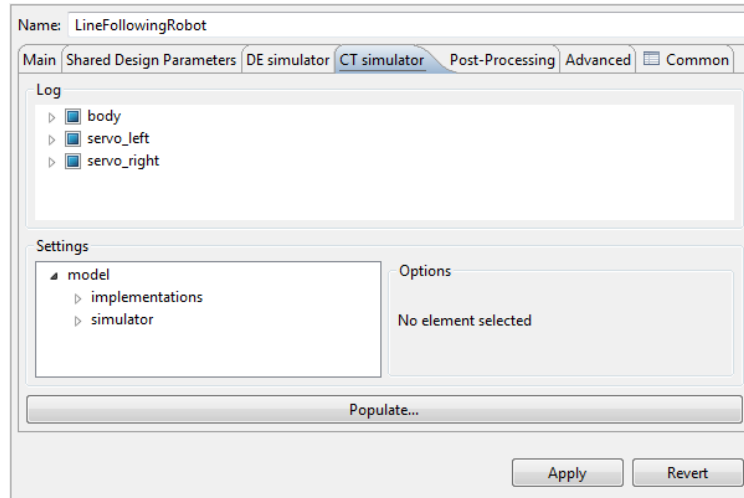 Name: LineFollowingRobot
Main Shared Design Parameters DE simulator CT simulator Post-Processing Advanced Common
Log
body
servo_left
servo_right
Settings
model
implementations
simulator
Options
No element selected
Populate...
Apply Revert